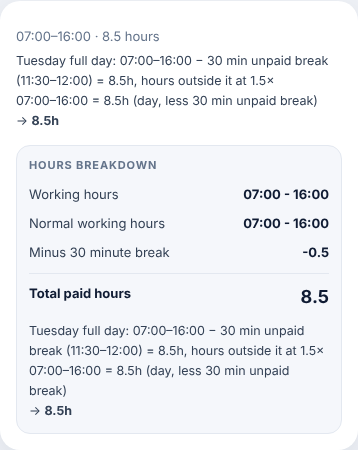 07:00–16:00 · 8.5 hours
Tuesday full day: 07:00–16:00 − 30 min unpaid break
(11:30–12:00) = 8.5h, hours outside it at 1.5×
07:00–16:00 = 8.5h (day, less 30 min unpaid break)
→ 8.5h
HOURS BREAKDOWN
Working hours 07:00 - 16:00
Normal working hours 07:00 - 16:00
Minus 30 minute break -0.5
Total paid hours 8.5
Tuesday full day: 07:00–16:00 − 30 min unpaid
break (11:30–12:00) = 8.5h, hours outside it at 1.5×
07:00–16:00 = 8.5h (day, less 30 min unpaid
break)
→ 8.5h